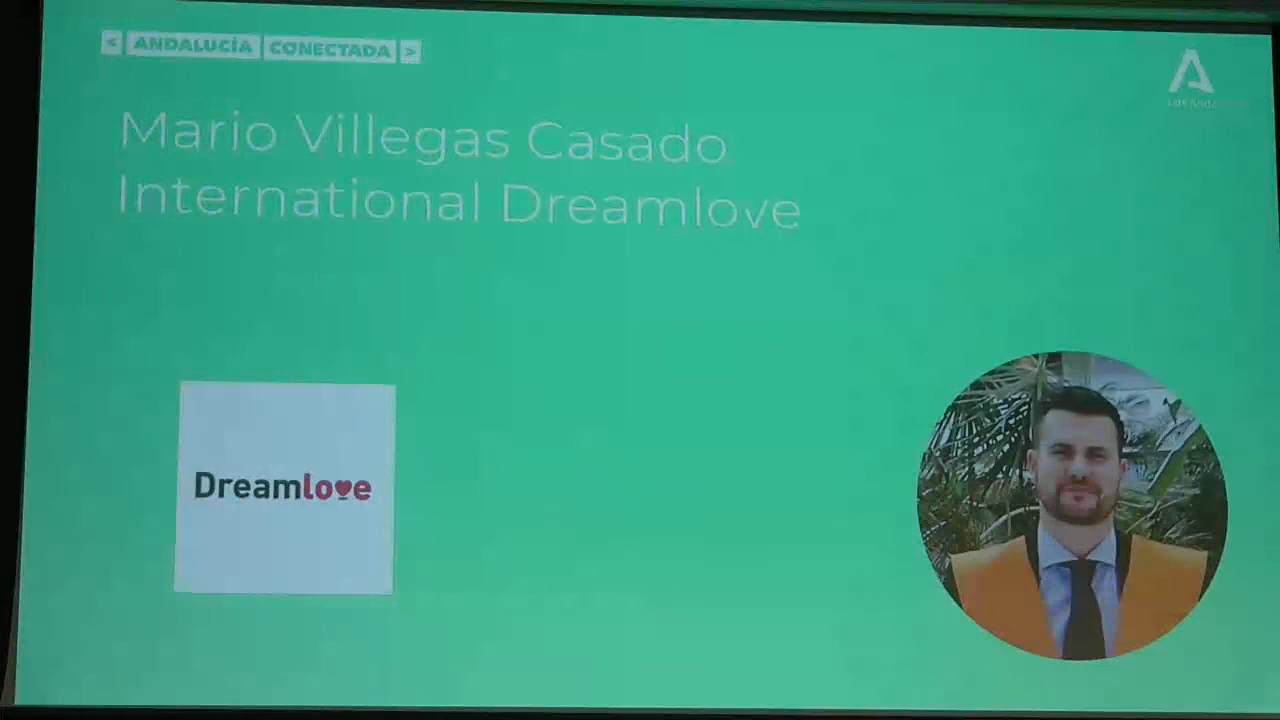 < ANDALUCÍA CONECTADA >
Mario Villegas Casado
International Dreamlove
Dreamlove